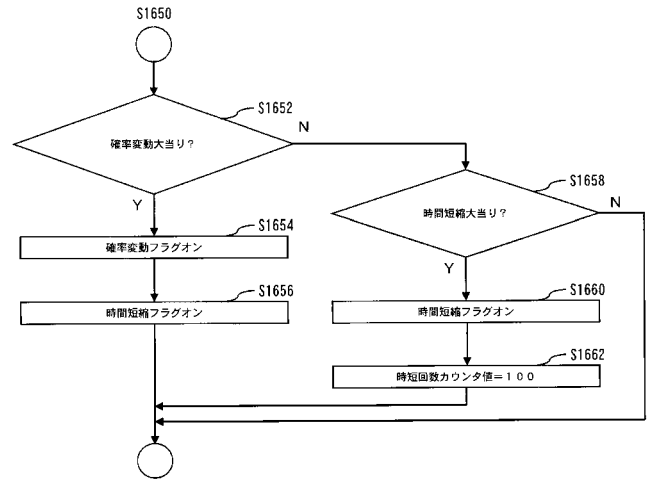 S1650
S1652
確率変動大当り?
N
Y
S1654
確率変動フラグオン
S1656
時間短縮フラグオン
S1658
時間短縮大当り?
N
Y
S1660
時間短縮フラグオン
S1662
時短回数カウンタ値=100